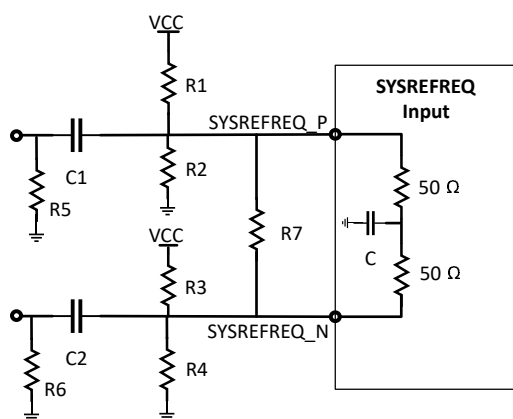 VCC
R1
SYSREFREQ
Input
SYSREFREQ_P
C1
R2
50 Ω
R5
VCC
R7
C
R3
50 Ω
SYSREFREQ_N
C2
R4
R6